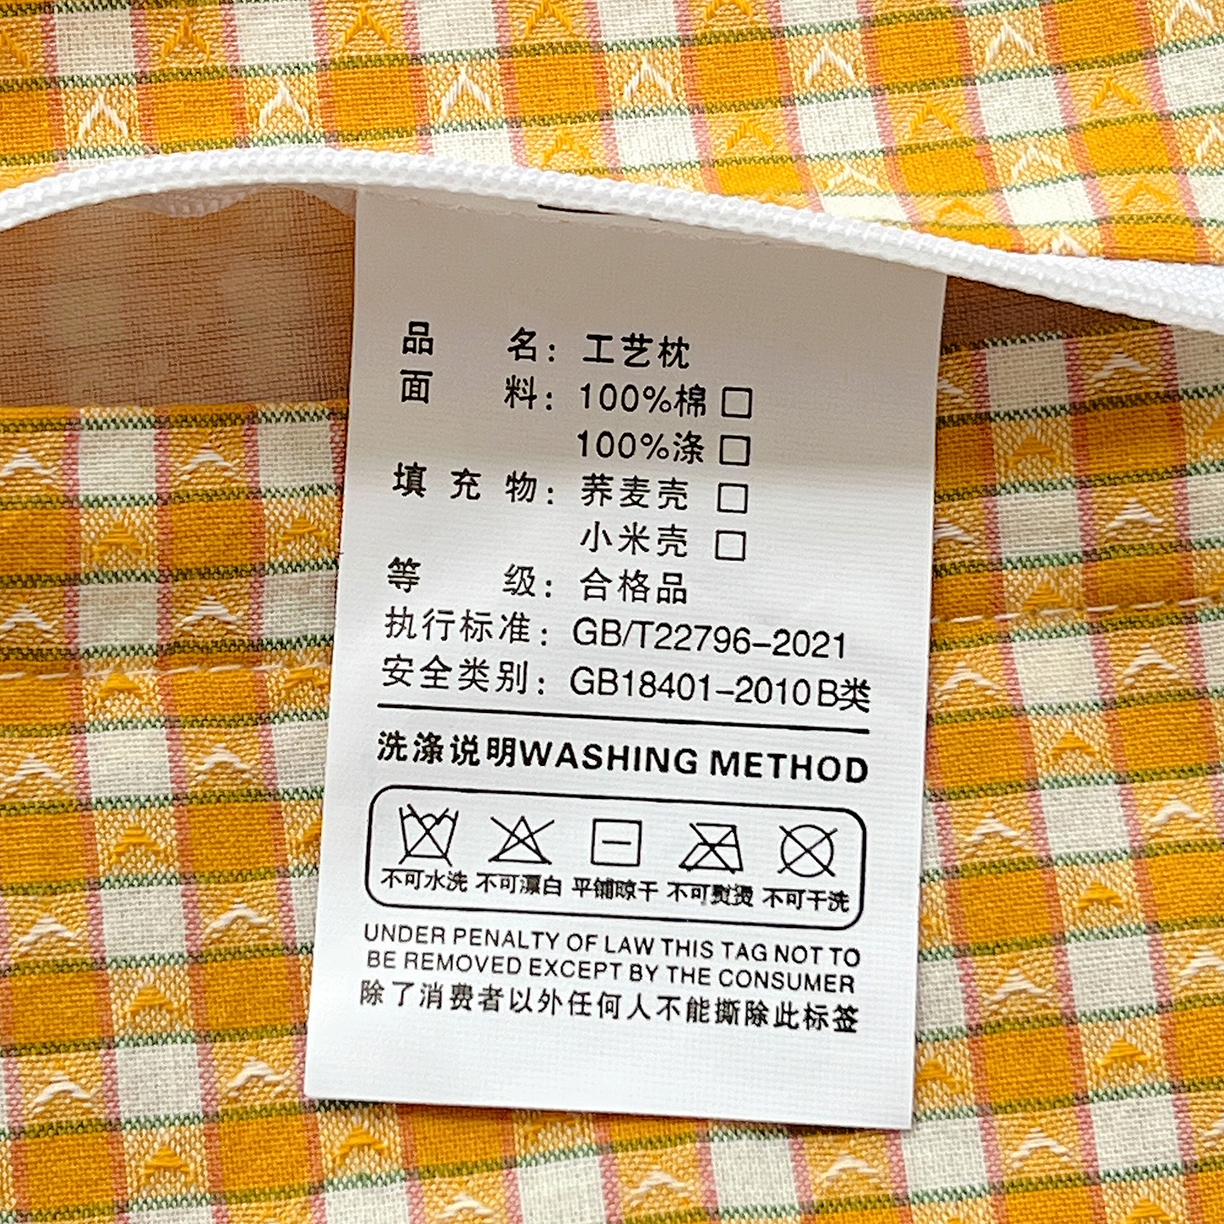 品 名：工艺枕
面 料：100%棉 □
100%涤 □
填 充 物：荞麦壳 □
小米壳 □
等 级：合格品
执行标准：GB/T22796-2021
安全类别：GB18401-2010B类
洗涤说明WASHING METHOD
不可水洗 不可漂白 平铺晾干 不可熨烫 不可干洗
UNDER PENALTY OF LAW THIS TAG NOT TO
BE REMOVED EXCEPT BY THE CONSUMER
除了消费者以外任何人不能撕除此标签